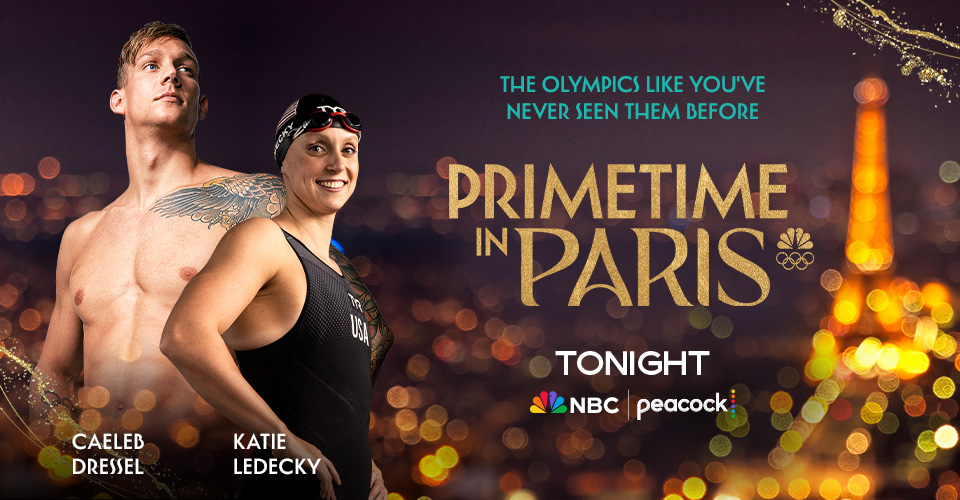 THE OLYMPICS LIKE YOU'VE
NEVER SEEN THEM BEFORE
PRIMETIME
IN PARIS
TONIGHT
NBC | peacock
TYR
USA
CAELEB
DRESSEL
KATIE
LEDECKY